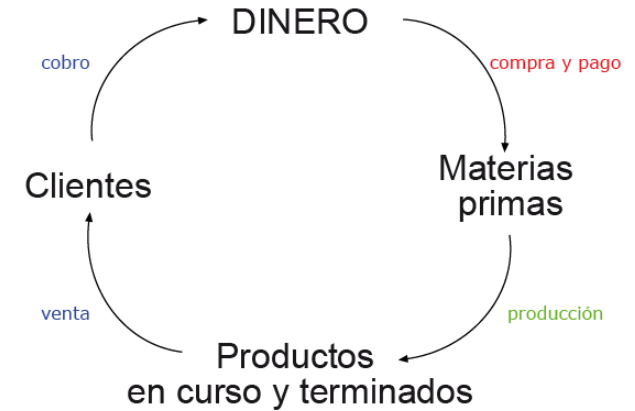 DINERO
cobro
compra y pago
Materias
primas
Clientes
venta
producción
Productos
en curso y terminados